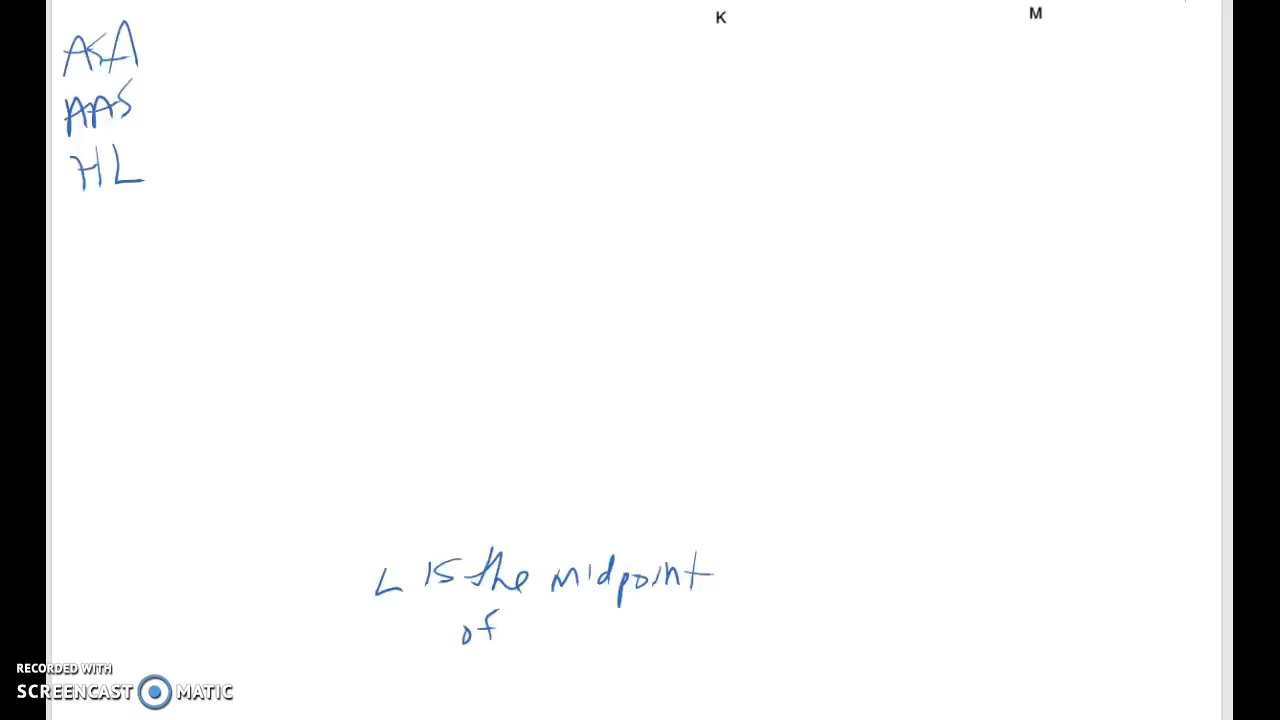 K M
ASA
AAS
HL
L is the midpoint
of
RECORDED WITH
SCREENCAST MATIC